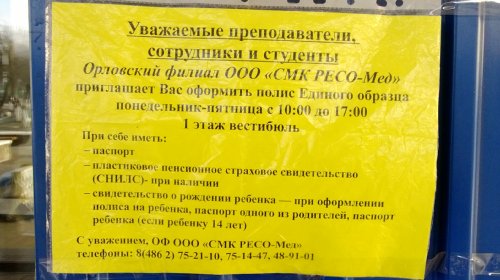 Уважаемые преподаватели,
сотрудники и студенты
Орловский филиал ООО «СМК РЕСО-Мед»
приглашает Вас оформить полис Единого образца
понедельник-пятница с 10:00 до 17:00
1 этаж вестибюль
При себе иметь:
– паспорт
– пластиковое пенсионное страховое свидетельство
(СНИЛС)- при наличии
– свидетельство о рождении ребенка — при оформлении
полиса на ребенка, паспорт одного из родителей, паспорт
ребенка (если ребенку 14 лет)
С уважением, ОФ ООО «СМК РЕСО-Мед»
телефоны: 8(486 2) 75-21-10, 75-14-47, 48-91-01